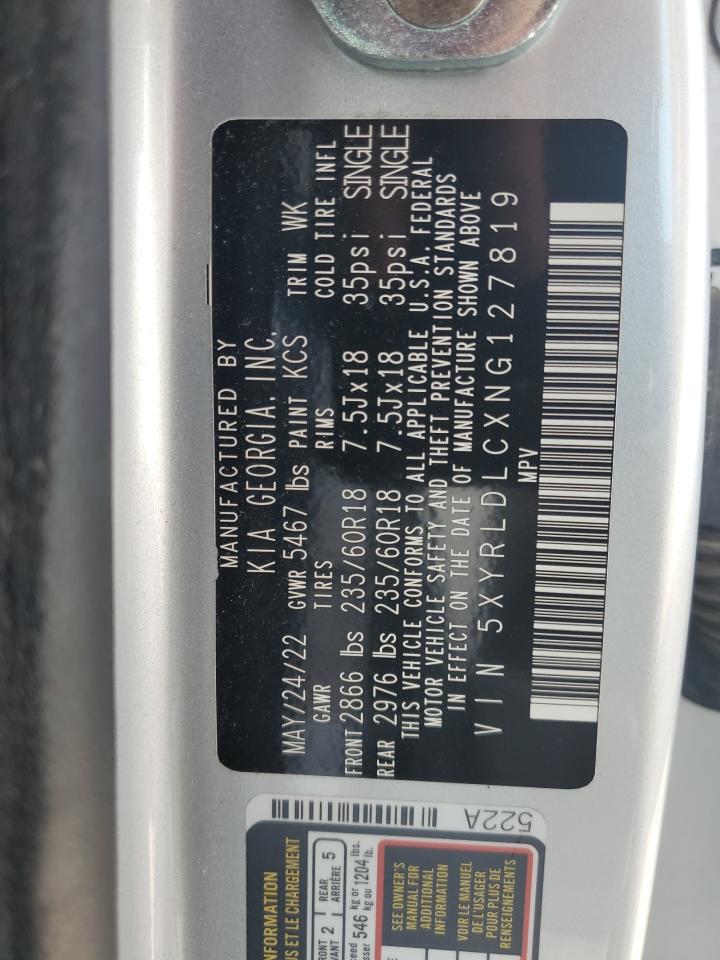 MANUFACTURED BY
KIA GEORGIA, INC.
MAY/24/22 GVWR 5467 lbs PAINT KCS TRIM WK
GAWR TIRES RIMS COLD TIRE INFL
FRONT 2866 lbs 235/60R18 7.5Jx18 35psi SINGLE
REAR 2976 lbs 235/60R18 7.5Jx18 35psi SINGLE
THIS VEHICLE CONFORMS TO ALL APPLICABLE U.S.A. FEDERAL
MOTOR VEHICLE SAFETY AND THEFT PREVENTION STANDARDS
IN EFFECT ON THE DATE OF MANUFACTURE SHOWN ABOVE
VIN 5XYRLDLCXNG127819
MPV
522A
INFORMATION
ET LE CHARGEMENT
2 REAR 5
ARRIÈRE
546 kg or 1204 lbs.
kg ou lb.
SEE OWNER'S
MANUAL FOR
ADDITIONAL
INFORMATION
VOIR LE MANUEL
DE L'USAGER
POUR PLUS DE
RENSEIGNEMENTS